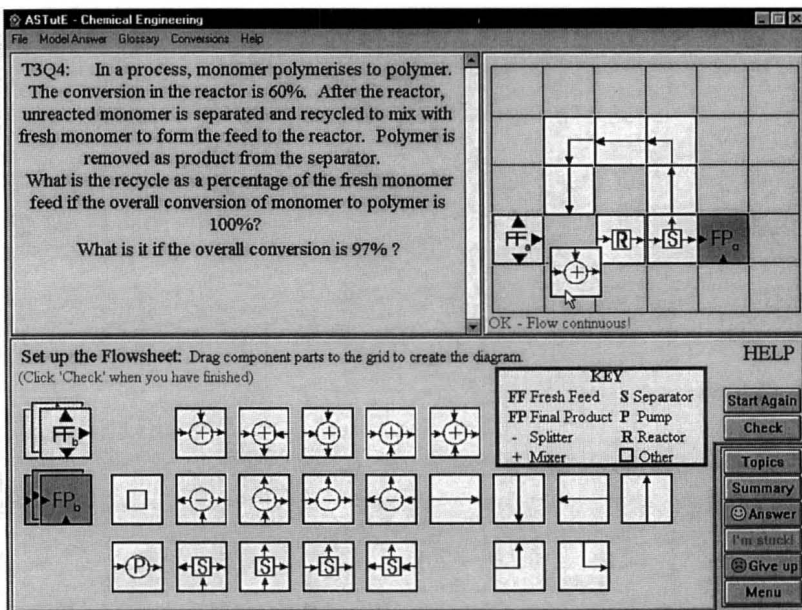 ASTutE - Chemical Engineering
File Model Answer Glossary Conversions Help
T3Q4: In a process, monomer polymerises to polymer.
The conversion in the reactor is 60%. After the reactor,
unreacted monomer is separated and recycled to mix with
fresh monomer to form the feed to the reactor. Polymer is
removed as product from the separator.
What is the recycle as a percentage of the fresh monomer
feed if the overall conversion of monomer to polymer is
100%?
What is it if the overall conversion is 97% ?
FFa
R
S
FPa
+
OK - Flow continuous!
Set up the Flowsheet: Drag component parts to the grid to create the diagram.
(Click 'Check' when you have finished)
HELP
KEY
FF Fresh Feed S Separator
FP Final Product P Pump
- Splitter R Reactor
+ Mixer □ Other
FFb
+ + + + +
FPb
- - - -
P
S S S S
Start Again
Check
Topics
Summary
Answer
I'm stuck!
Give up
Menu